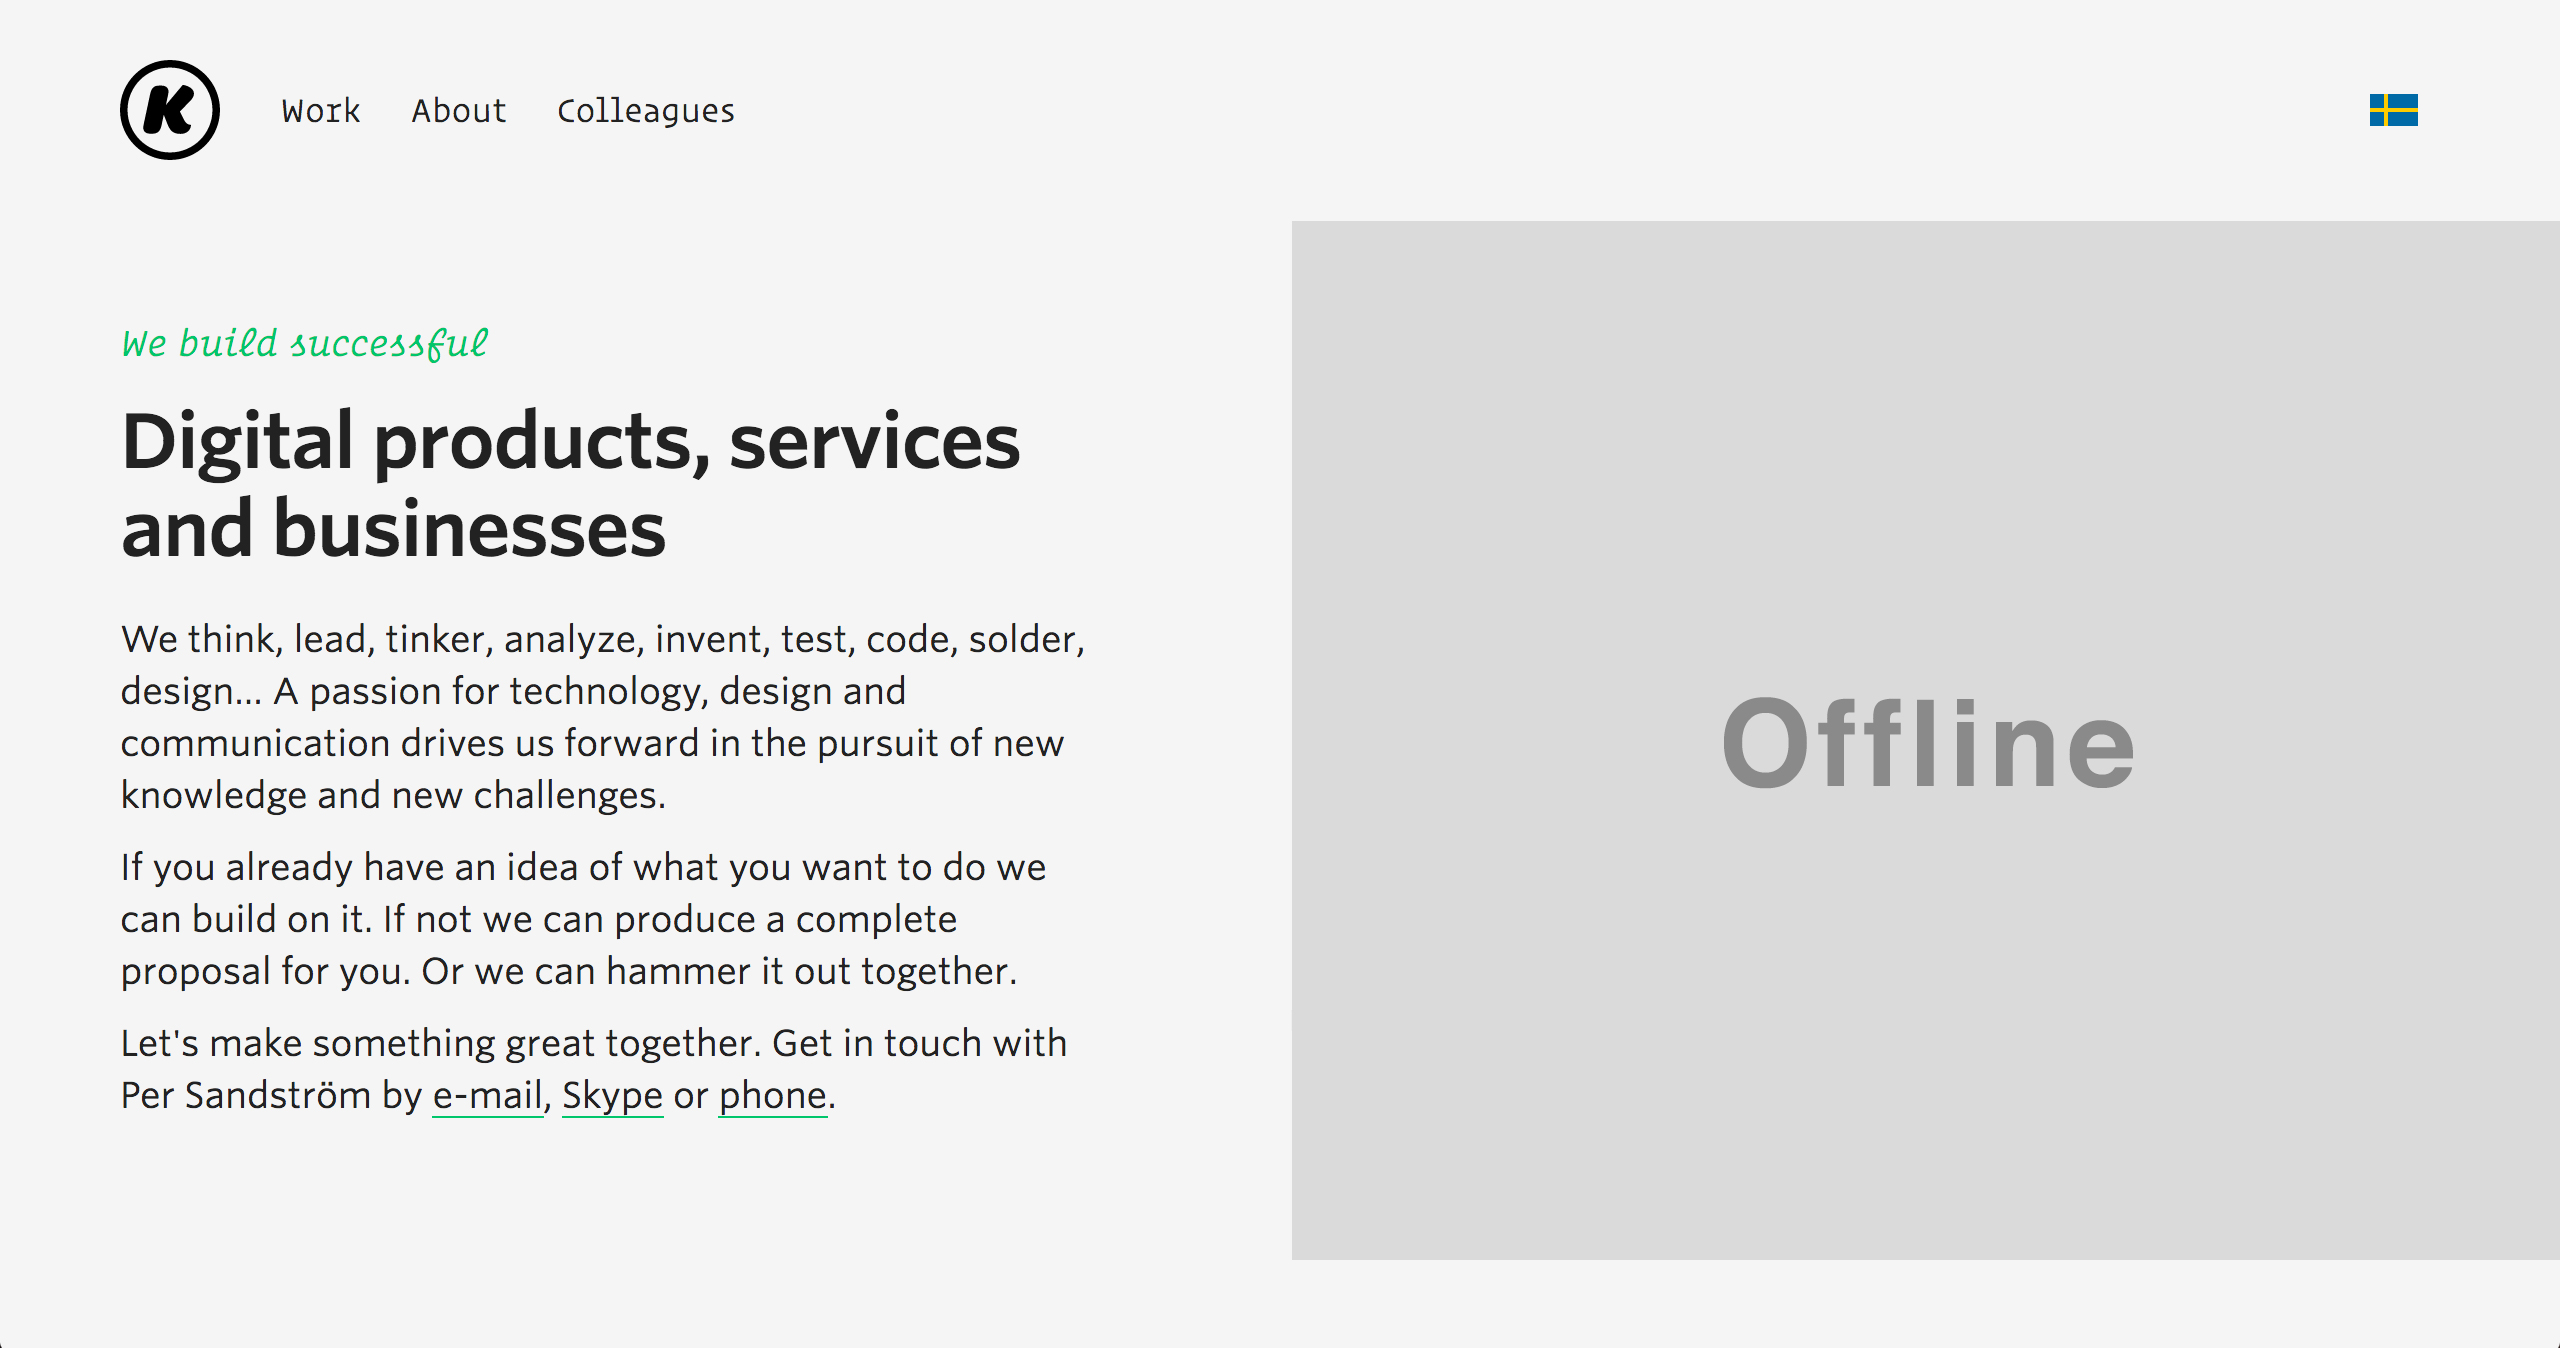 K
Work About Colleagues
We build successful
Digital products, services
and businesses
We think, lead, tinker, analyze, invent, test, code, solder,
design... A passion for technology, design and
communication drives us forward in the pursuit of new
knowledge and new challenges.
If you already have an idea of what you want to do we
can build on it. If not we can produce a complete
proposal for you. Or we can hammer it out together.
Let's make something great together. Get in touch with
Per Sandström by e-mail, Skype or phone.
Offline